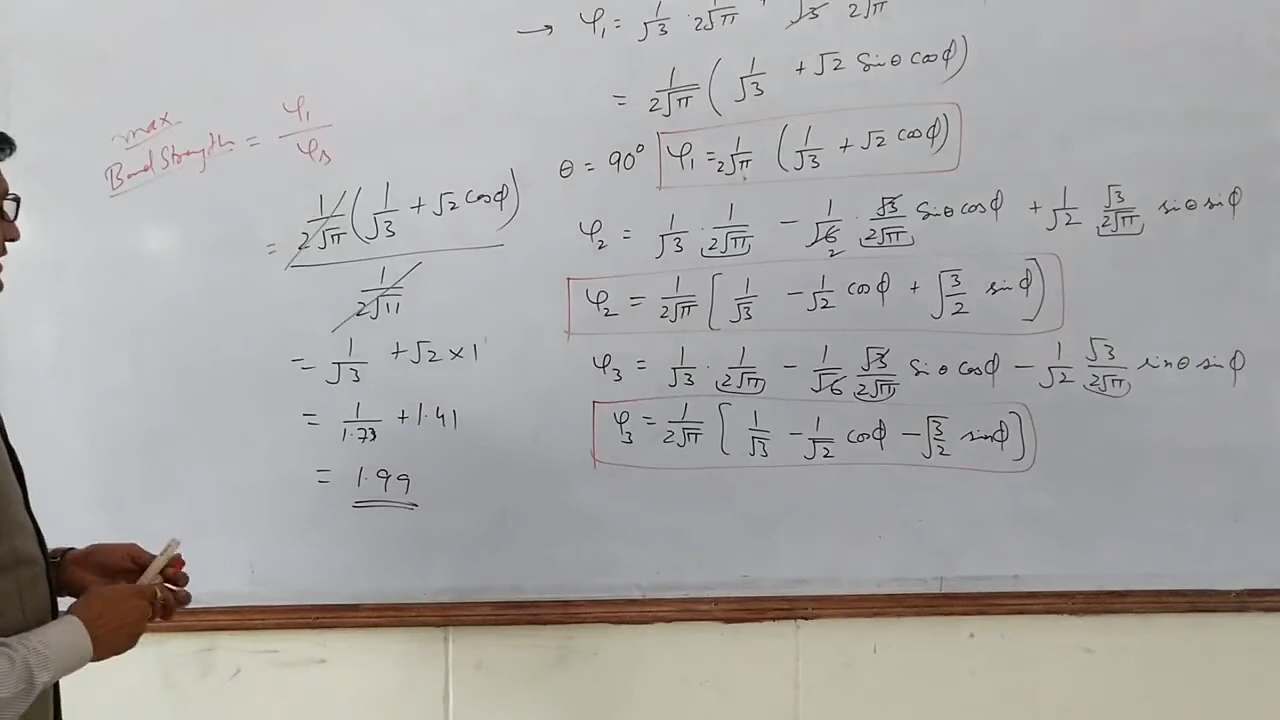 → φ₁ = 1/√3 · 1/2√π + √3 2√π
= 1/2√π ( 1/√3 + √2 Sinθ cosϕ )
θ = 90° φ₁ = 1/2√π ( 1/√3 + √2 cosϕ )
φ₂ = 1/√3 · 1/2√π − 1/√6 · √3/2√π Sinθ cosϕ + 1/√2 √3/2√π sinθ sinϕ
2
φ₂ = 1/2√π [ 1/√3 − 1/√2 cosϕ + √3/2 sinϕ ]
φ₃ = 1/√3 · 1/2√π − 1/√6 √3/2√π Sinθ cosϕ − 1/√2 √3/2√π sinθ sinϕ
φ₃ = 1/2√π [ 1/√3 − 1/√2 cosϕ − √3/2 sinϕ ]
max
Bond Strength = φ₁/φs
= 1/2√π ( 1/√3 + √2 cosϕ )
1/2√π
= 1/√3 + √2 × 1
= 1/1.73 + 1.41
= 1.99